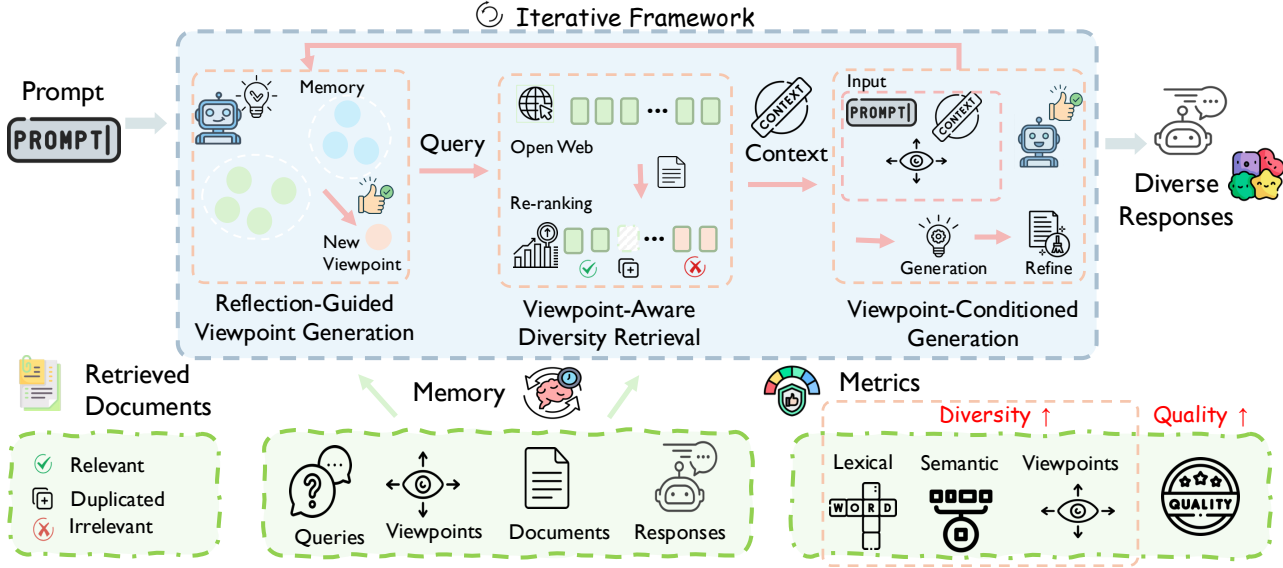 Iterative Framework
Prompt
PROMPT
Memory
New
Viewpoint
Reflection-Guided
Viewpoint Generation
Query
Open Web
Re-ranking
Viewpoint-Aware
Diversity Retrieval
CONTEXT
Context
Input
PROMPT
CONTEXT
Generation
Refine
Viewpoint-Conditioned
Generation
Diverse
Responses
Retrieved
Documents
Relevant
Duplicated
Irrelevant
Memory
Queries
Viewpoints
Documents
Responses
Metrics
Diversity ↑
Quality ↑
Lexical
Semantic
Viewpoints
WORD
QUALITY